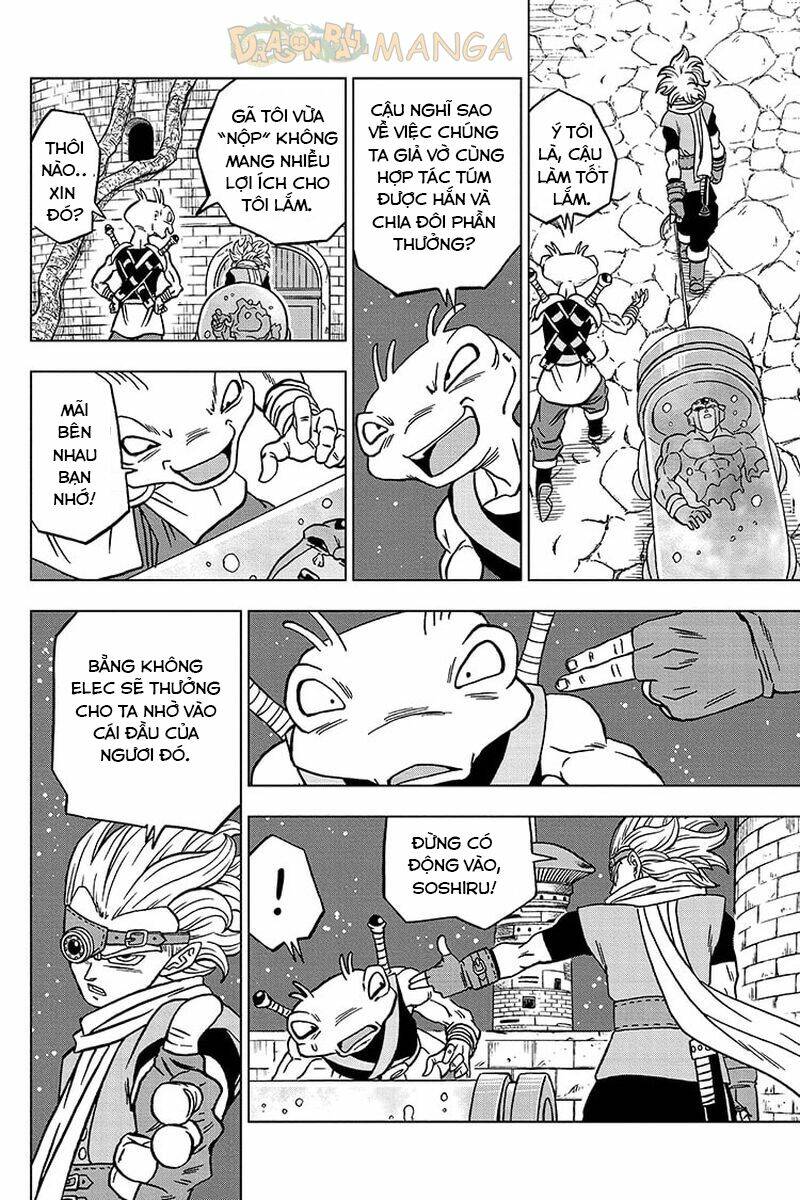 DRAGON BALL MANGA
Ý TÔI
LÀ, CẬU
LÀM TỐT
LẮM.
CẬU NGHĨ SAO
VỀ VIỆC CHÚNG
TA GIẢ VỜ CÙNG
HỢP TÁC TÚM
ĐƯỢC HẮN VÀ
CHIA ĐÔI PHẦN
THƯỞNG?
GÃ TÔI VỪA
“NỘP” KHÔNG
MANG NHIỀU
LỢI ÍCH CHO
TÔI LẮM.
THÔI
NÀO..
XIN
ĐÓ?
MÃI
BÊN
NHAU
BẠN
NHỚ!
BẰNG KHÔNG
ELEC SẼ THƯỞNG
CHO TA NHỜ VÀO
CÁI ĐẦU CỦA
NGƯƠI ĐÓ.
ĐỪNG CÓ
ĐỘNG VÀO,
SOSHIRU!
!